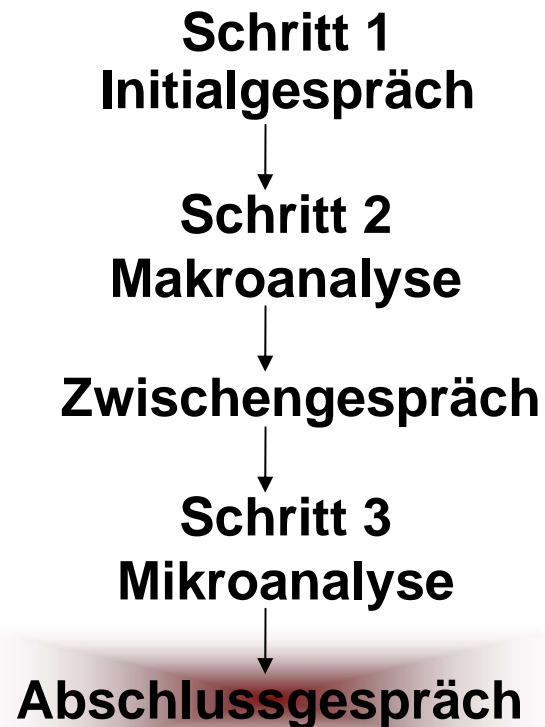 Schritt 1
Initialgespräch
Schritt 2
Makroanalyse
Zwischengespräch
Schritt 3
Mikroanalyse
Abschlussgespräch